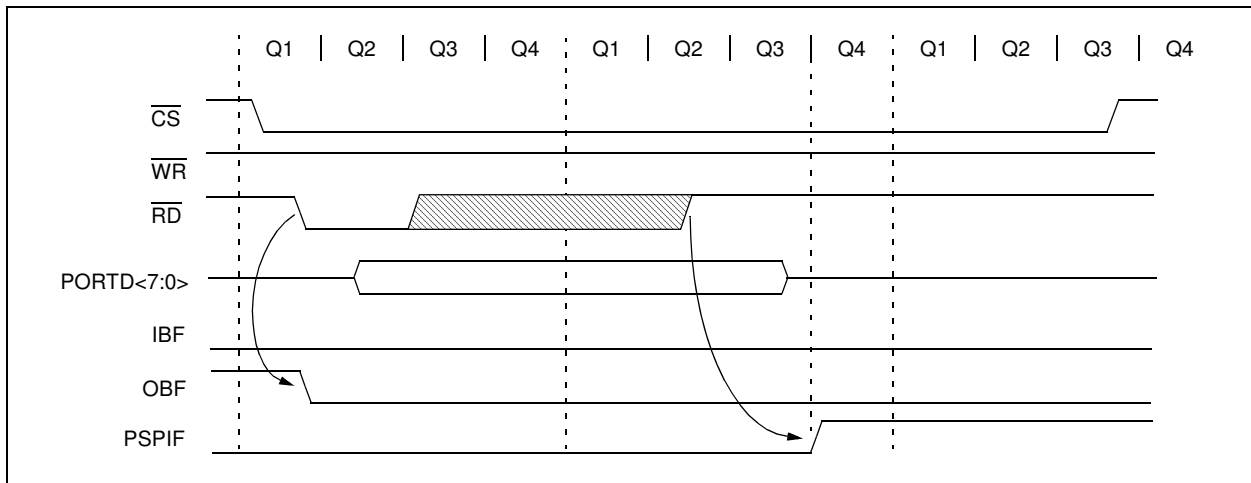 Q1 Q2 Q3 Q4 Q1 Q2 Q3 Q4 Q1 Q2 Q3 Q4
CS
WR
RD
PORTD<7:0>
IBF
OBF
PSPIF